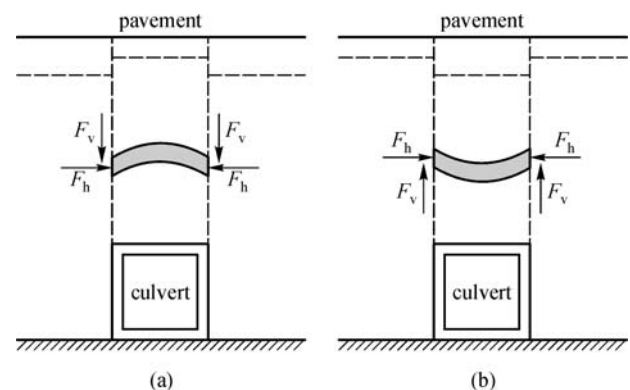 pavement
F_v
F_v
F_h
F_h
culvert
(a)
pavement
F_h
F_h
F_v
F_v
culvert
(b)